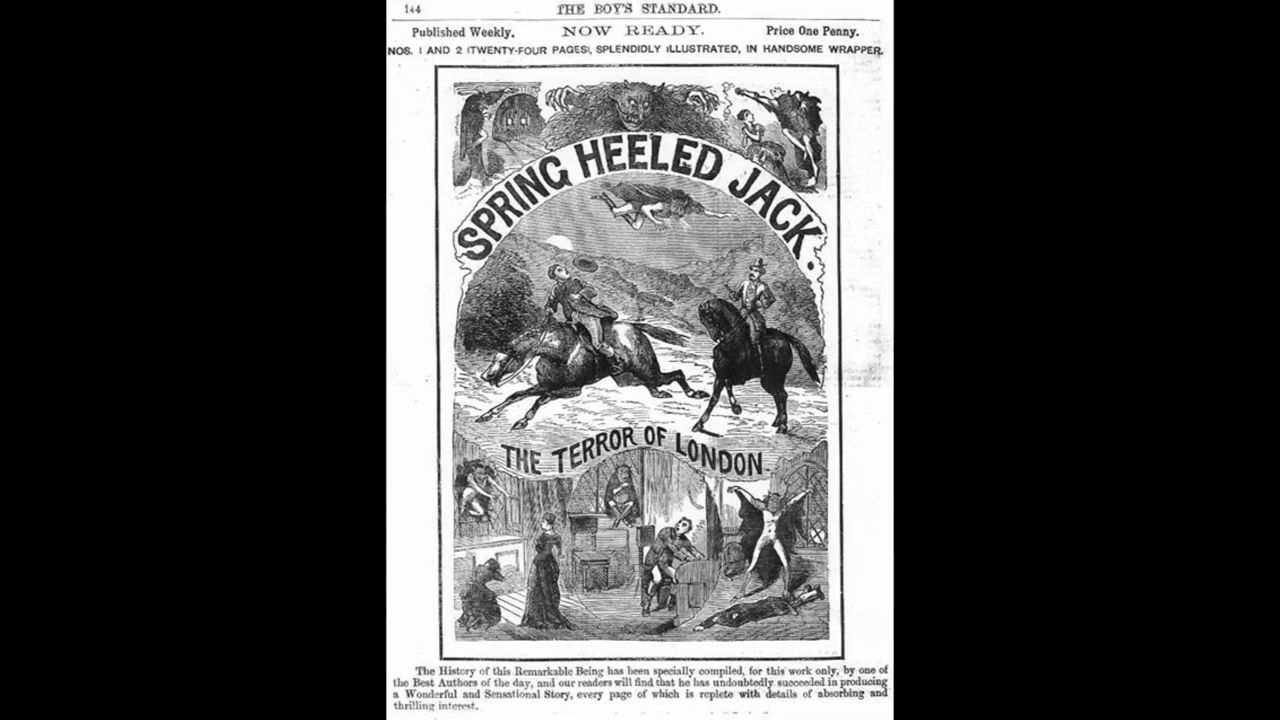 144
THE BOY'S STANDARD.
Published Weekly. NOW READY. Price One Penny.
NOS. 1 AND 2 (TWENTY-FOUR PAGES), SPLENDIDLY ILLUSTRATED, IN HANDSOME WRAPPER.
SPRING HEELED JACK.
THE TERROR OF LONDON
The History of this Remarkable Being has been specially compiled, for this work only, by one of
the Best Authors of the day, and our readers will find that he has undoubtedly succeeded in producing
a Wonderful and Sensational Story, every page of which is replete with details of absorbing and
thrilling interest.